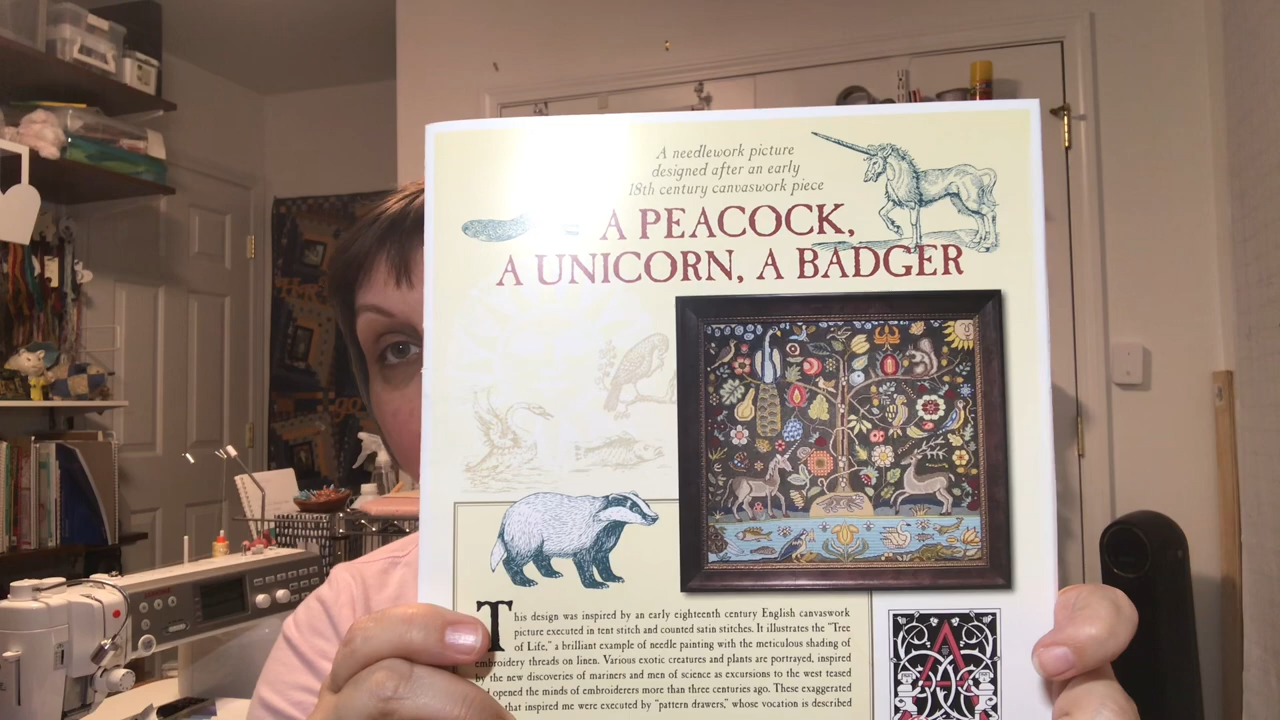 A needlework picture
designed after an early
18th century canvaswork piece
A PEACOCK,
A UNICORN, A BADGER
This design was inspired by an early eighteenth century English canvaswork
picture executed in tent stitch and counted satin stitches. It illustrates the "Tree
of Life," a brilliant example of needle painting with the meticulous shading of
embroidery threads on linen. Various exotic creatures and plants are portrayed, inspired
by the new discoveries of mariners and men of science as excursions to the west teased
opened the minds of embroiderers more than three centuries ago. These exaggerated
that inspired me were executed by "pattern drawers," whose vocation is described
A